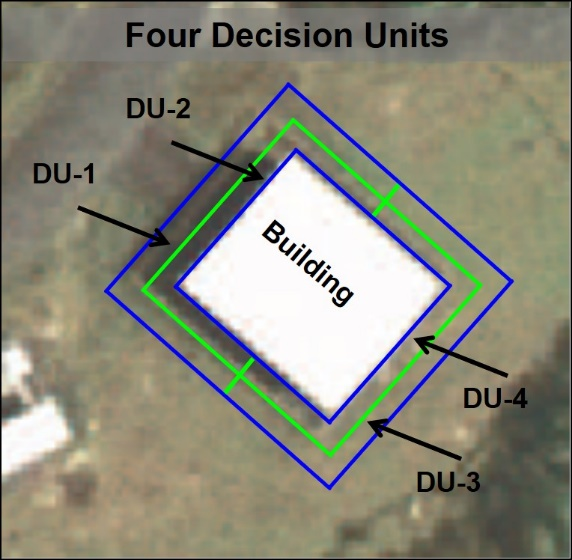 Four Decision Units
DU-2
DU-1
Building
DU-4
DU-3